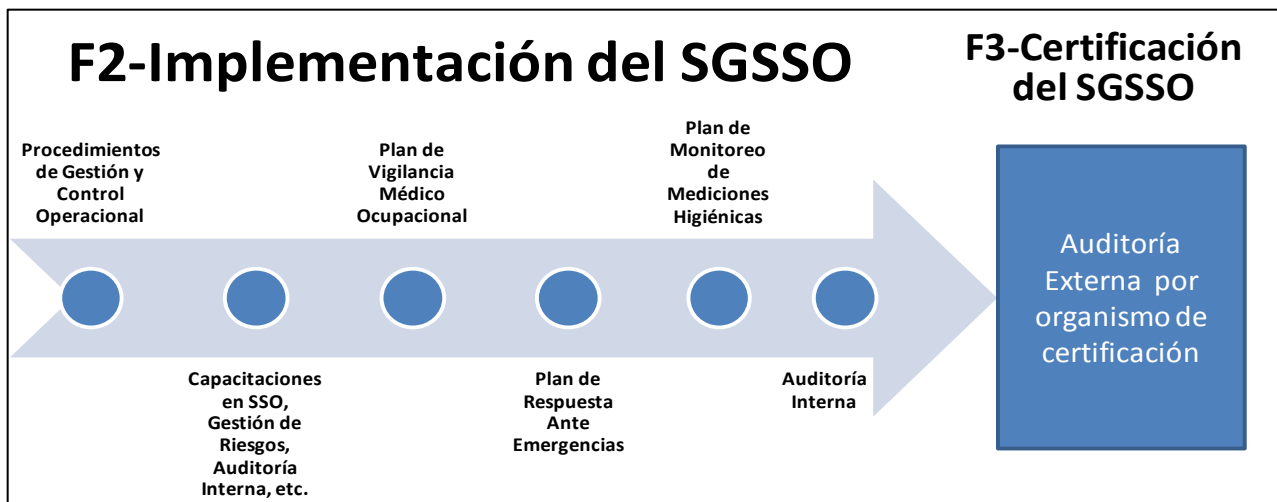 F2-Implementación del SGSSO
F3-Certificación
del SGSSO
Procedimientos
de Gestión y
Control
Operacional
Plan de
Vigilancia
Médico
Ocupacional
Plan de
Monitoreo
de
Mediciones
Higiénicas
Capacitaciones
en SSO,
Gestión de
Riesgos,
Auditoría
Interna, etc.
Plan de
Respuesta
Ante
Emergencias
Auditoría
Interna
Auditoría
Externa por
organismo de
certificación